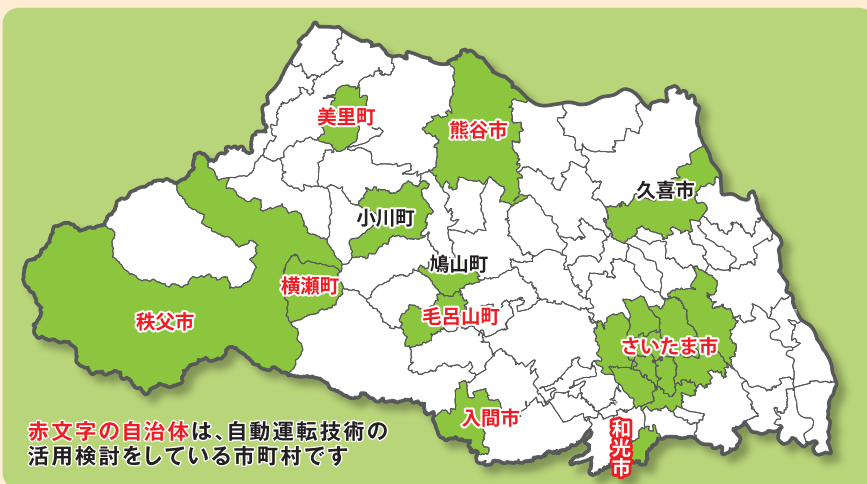 美里町
熊谷市
久喜市
小川町
鳩山町
横瀬町
毛呂山町
秩父市
さいたま市
入間市
和光市
赤文字の自治体は、自動運転技術の
活用検討をしている市町村です